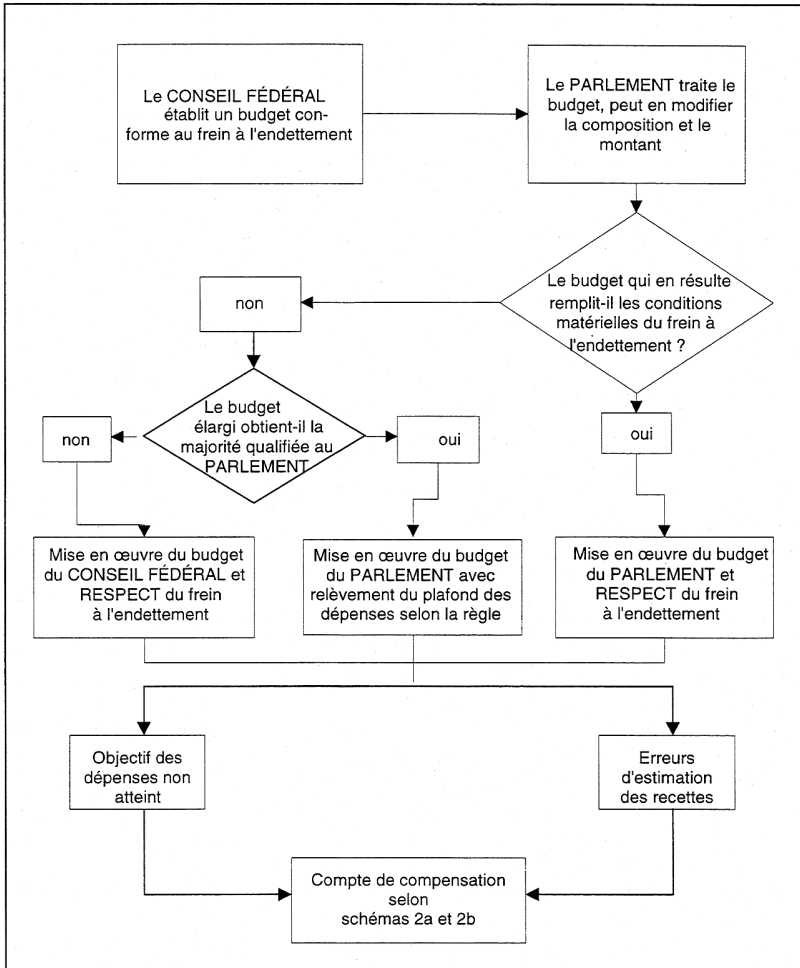 Le CONSEIL FÉDÉRAL
établit un budget con-
forme au frein à l'endettement
Le PARLEMENT traite le
budget, peut en modifier
la composition et le
montant
Le budget qui en résulte
remplit-il les conditions
matérielles du frein à
l'endettement ?
non
oui
Le budget
élargi obtient-il la
majorité qualifiée au
PARLEMENT
non
oui
Mise en œuvre du budget
du CONSEIL FÉDÉRAL et
RESPECT du frein
à l'endettement
Mise en œuvre du budget
du PARLEMENT avec
relèvement du plafond des
dépenses selon la règle
Mise en œuvre du budget
du PARLEMENT et
RESPECT du frein
à l'endettement
Objectif des
dépenses non
atteint
Erreurs
d'estimation
des recettes
Compte de compensation
selon
schémas 2a et 2b